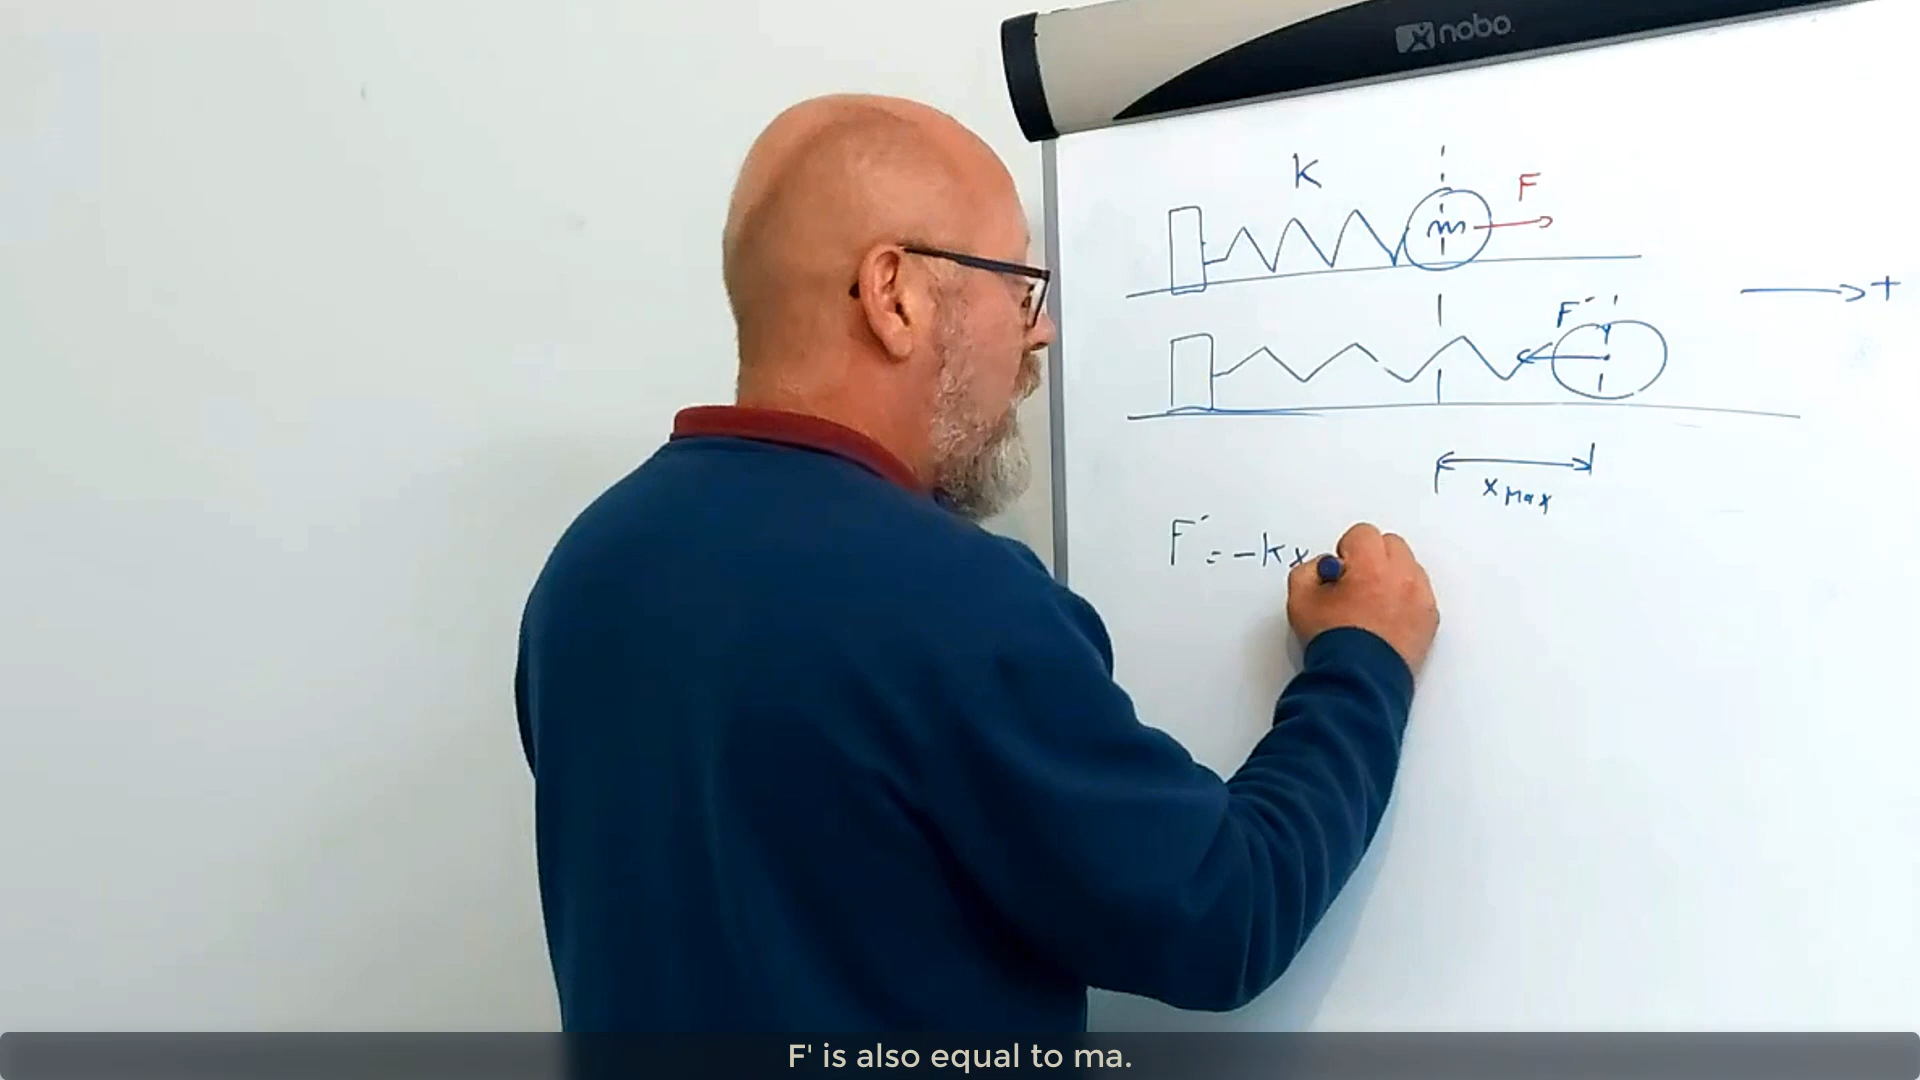 nobo
K
F
m
+
F'
x Max
F' = -kx
F' is also equal to ma.